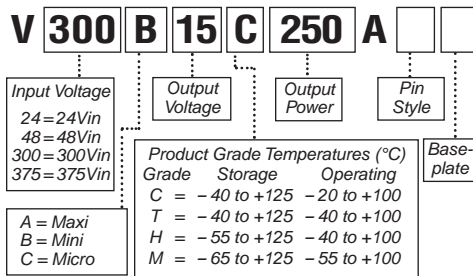 V 300 B 15 C 250 A
Input Voltage
24 = 24Vin
48 = 48Vin
300 = 300Vin
375 = 375Vin
Output
Voltage
Output
Power
Pin
Style
Base-
plate
Product Grade Temperatures (°C)
Grade Storage Operating
C = – 40 to +125 – 20 to +100
T = – 40 to +125 – 40 to +100
H = – 55 to +125 – 40 to +100
M = – 65 to +125 – 55 to +100
A = Maxi
B = Mini
C = Micro